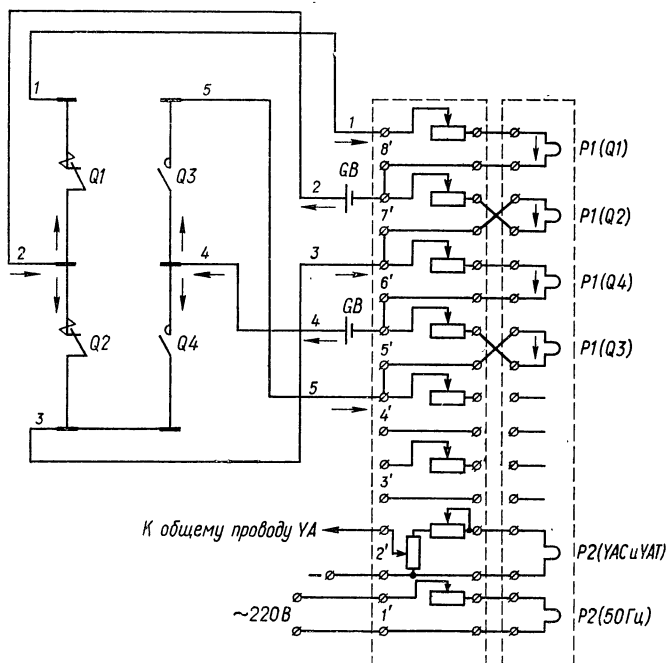 1
5
1
8'
P1(Q1)
Q1
Q3
2
GB
7'
P1(Q2)
2
4
3
6'
P1(Q4)
Q2
Q4
4
GB
5'
P1(Q3)
5
4'
3
3'
К общему проводу YA
2'
P2(YAC и YAT)
~220В
1'
P2(50Гц)